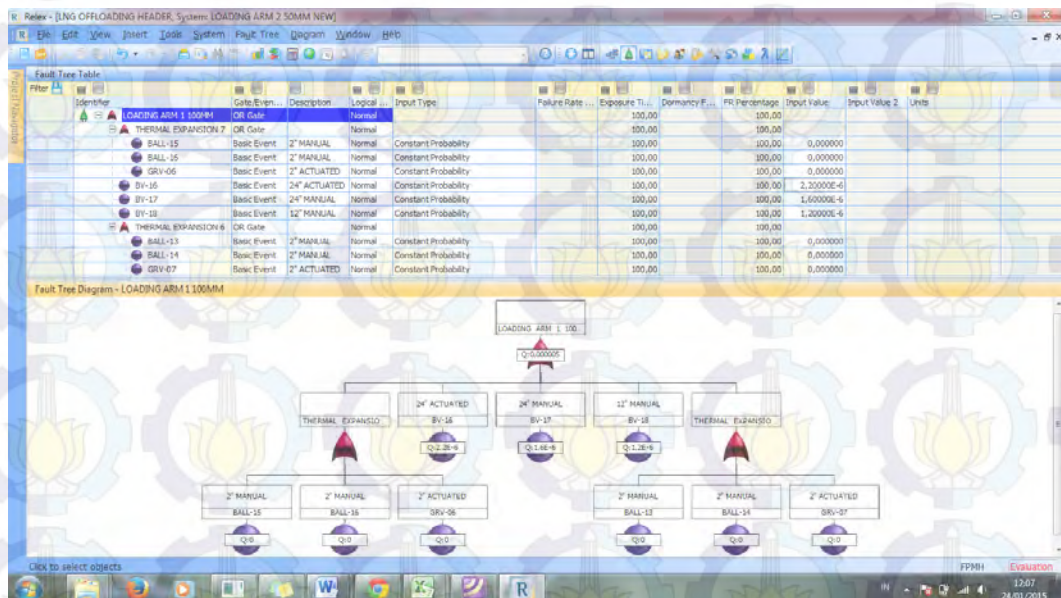 Relex - [LNG OFFLOADING HEADER, System: LOADING ARM 2 50MM NEW]
File Edit View Insert Tools System Fault Tree Diagram Window Help
Project Navigator
Fault Tree Table
Filter
Identifier Gate/Even... Description Logical ... Input Type Failure Rate ... Exposure Ti... Dormancy F... FR Percentage Input Value Input Value 2 Units
LOADING ARM 1 100MM OR Gate Normal 100,00 100,00
THERMAL EXPANSION 7 OR Gate Normal 100,00 100,00
BALL-15 Basic Event 2" MANUAL Normal Constant Probability 100,00 100,00 0,000000
BALL-16 Basic Event 2" MANUAL Normal Constant Probability 100,00 100,00 0,000000
GRV-06 Basic Event 2" ACTUATED Normal Constant Probability 100,00 100,00 0,000000
BV-16 Basic Event 24" ACTUATED Normal Constant Probability 100,00 100,00 2,20000E-6
BV-17 Basic Event 24" MANUAL Normal Constant Probability 100,00 100,00 1,60000E-6
BV-18 Basic Event 12" MANUAL Normal Constant Probability 100,00 100,00 1,20000E-6
THERMAL EXPANSION 6 OR Gate Normal 100,00 100,00
BALL-13 Basic Event 2" MANUAL Normal Constant Probability 100,00 100,00 0,000000
BALL-14 Basic Event 2" MANUAL Normal Constant Probability 100,00 100,00 0,000000
GRV-07 Basic Event 2" ACTUATED Normal Constant Probability 100,00 100,00 0,000000
Fault Tree Diagram - LOADING ARM 1 100MM
LOADING ARM 1 100
Q:0,000005
24" ACTUATED 24" MANUAL 12" MANUAL
THERMAL EXPANSIO BV-16 BV-17 BV-18 THERMAL EXPANSIO
Q:2.2E-6 Q:1.6E-6 Q:1.2E-6
2" MANUAL 2" MANUAL 2" ACTUATED 2" MANUAL 2" MANUAL 2" ACTUATED
BALL-15 BALL-16 GRV-06 BALL-13 BALL-14 GRV-07
Q:0 Q:0 Q:0 Q:0 Q:0 Q:0
Click to select objects FPMH Evaluation
IN 12:07
24/01/2015